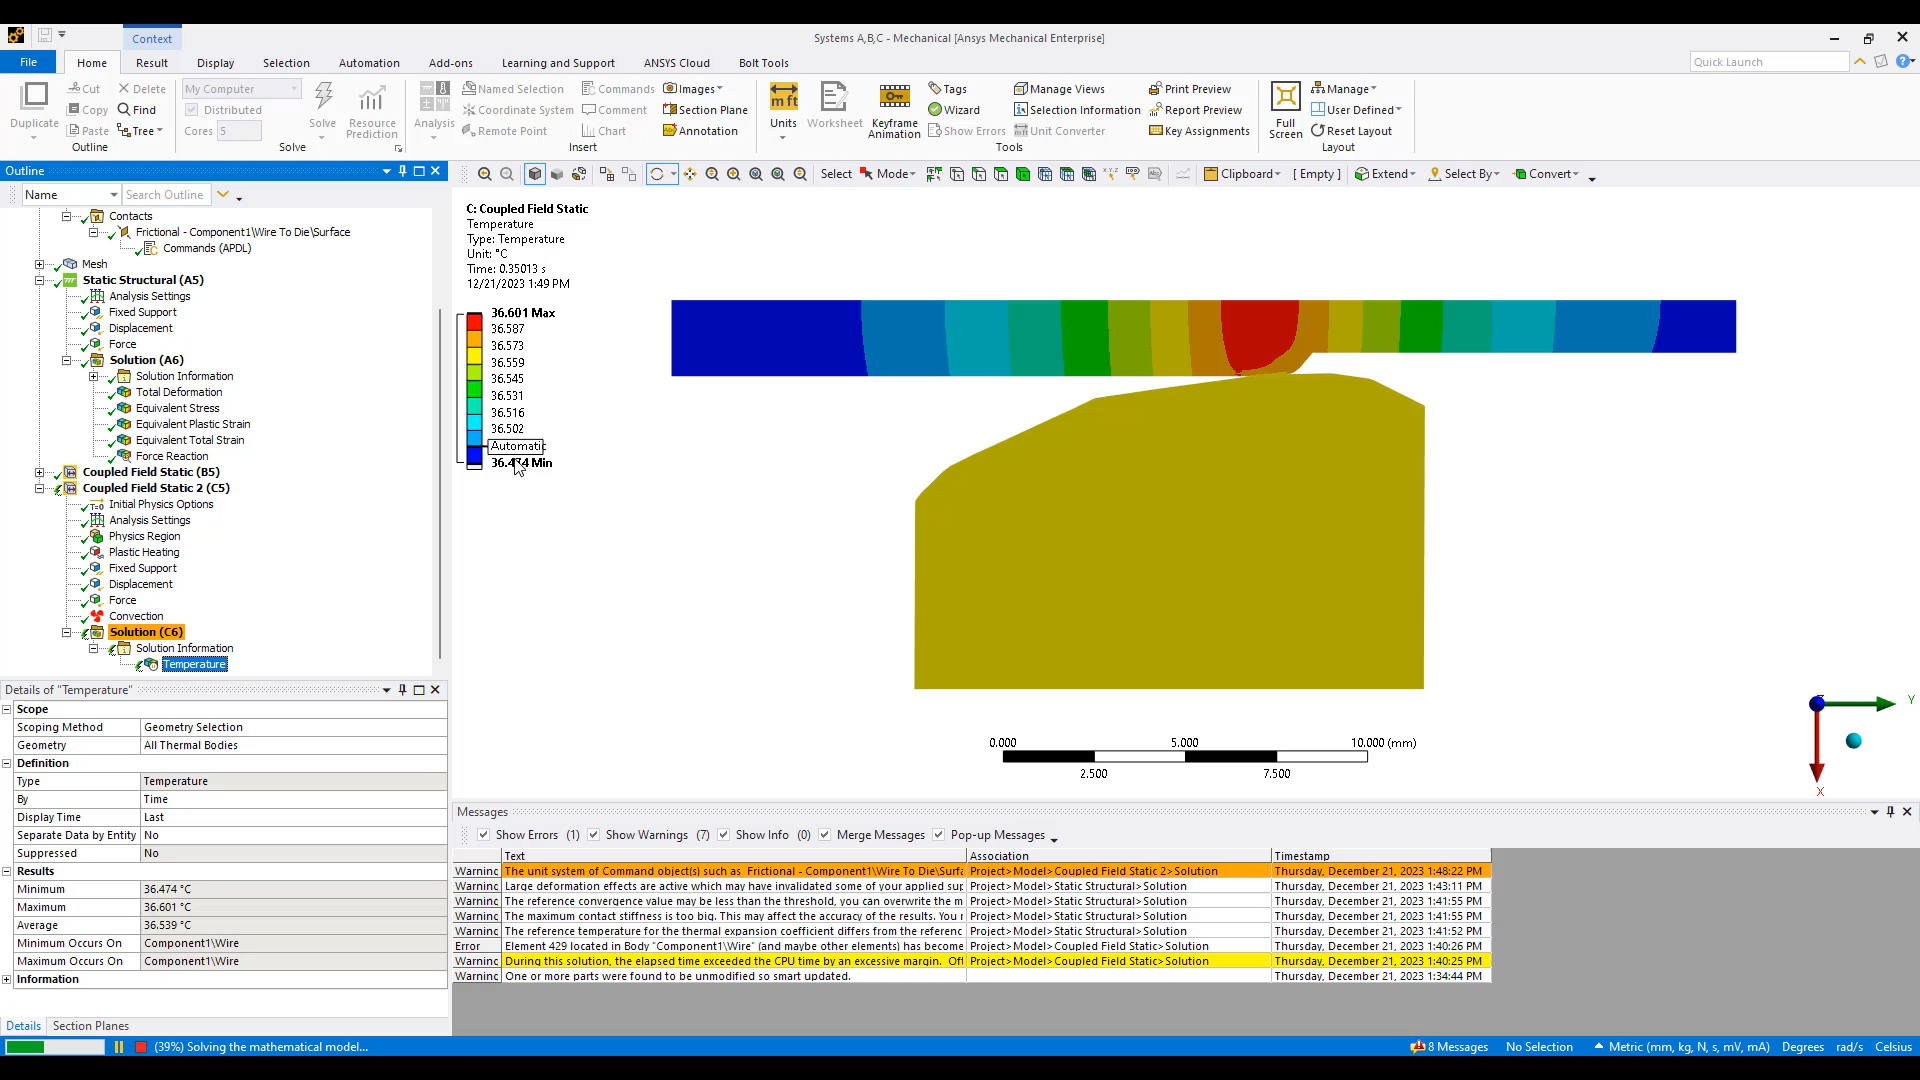 Context
Systems A,B,C - Mechanical [Ansys Mechanical Enterprise]
File Home Result Display Selection Automation Add-ons Learning and Support ANSYS Cloud Bolt Tools Quick Launch
Cut Delete My Computer Named Selection Commands Images Tags Manage Views Print Preview Manage
Copy Find Distributed Coordinate System Comment Section Plane Wizard Selection Information Report Preview User Defined
Duplicate Solve Resource Prediction Analysis Units Worksheet Keyframe Animation Full Screen
Paste Tree Cores 5 Remote Point Chart Annotation Show Errors Unit Converter Key Assignments Reset Layout
Outline Solve Insert Tools Layout
Outline
Name Search Outline
Select Mode Clipboard [ Empty ] Extend Select By Convert
Contacts
Frictional - Component1\Wire To Die\Surface
Commands (APDL)
Mesh
Static Structural (A5)
Analysis Settings
Fixed Support
Displacement
Force
Solution (A6)
Solution Information
Total Deformation
Equivalent Stress
Equivalent Plastic Strain
Equivalent Total Strain
Force Reaction
Coupled Field Static (B5)
Coupled Field Static 2 (C5)
T=0 Initial Physics Options
Analysis Settings
Physics Region
Plastic Heating
Fixed Support
Displacement
Force
Convection
Solution (C6)
Solution Information
Temperature
C: Coupled Field Static
Temperature
Type: Temperature
Unit: °C
Time: 0.35013 s
12/21/2023 1:49 PM
36.601 Max
36.587
36.573
36.559
36.545
36.531
36.516
36.502
Automatic
36.474 Min
0.000 5.000 10.000 (mm)
2.500 7.500
Y
X
Details of "Temperature"
Scope
Scoping Method Geometry Selection
Geometry All Thermal Bodies
Definition
Type Temperature
By Time
Display Time Last
Separate Data by Entity No
Suppressed No
Results
Minimum 36.474 °C
Maximum 36.601 °C
Average 36.539 °C
Minimum Occurs On Component1\Wire
Maximum Occurs On Component1\Wire
Information
Details Section Planes
Messages
Show Errors (1) Show Warnings (7) Show Info (0) Merge Messages Pop-up Messages
Text Association Timestamp
Warninc The unit system of Command object(s) such as Frictional - Component1\Wire To Die\Surfa Project>Model>Coupled Field Static 2>Solution Thursday, December 21, 2023 1:48:22 PM
Warninc Large deformation effects are active which may have invalidated some of your applied sup Project>Model>Static Structural>Solution Thursday, December 21, 2023 1:43:11 PM
Warninc The reference convergence value may be less than the threshold, you can overwrite the m Project>Model>Static Structural>Solution Thursday, December 21, 2023 1:41:55 PM
Warninc The maximum contact stiffness is too big. This may affect the accuracy of the results. You r Project>Model>Static Structural>Solution Thursday, December 21, 2023 1:41:55 PM
Warninc The reference temperature for the thermal expansion coefficient differs from the referenc Project>Model>Static Structural>Solution Thursday, December 21, 2023 1:41:52 PM
Error Element 429 located in Body "Component1\Wire" (and maybe other elements) has become Project>Model>Coupled Field Static>Solution Thursday, December 21, 2023 1:40:26 PM
Warninc During this solution, the elapsed time exceeded the CPU time by an excessive margin. Oft Project>Model>Coupled Field Static>Solution Thursday, December 21, 2023 1:40:25 PM
Warninc One or more parts were found to be unmodified so smart updated. Thursday, December 21, 2023 1:34:44 PM
(39%) Solving the mathematical model... 8 Messages No Selection Metric (mm, kg, N, s, mV, mA) Degrees rad/s Celsius